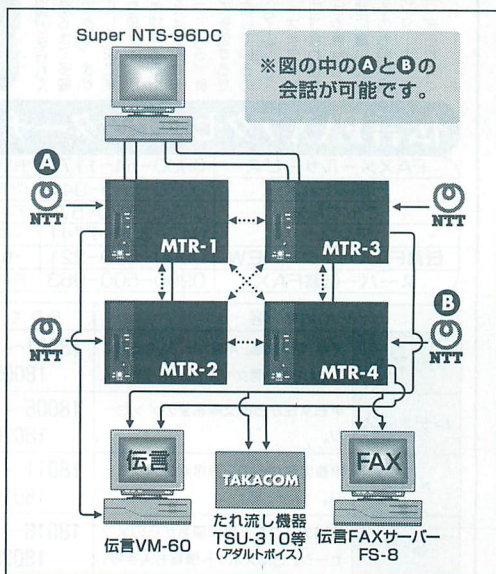 Super NTS-96DC
※図の中のAとBの
会話が可能です。
A
NTT
MTR-1
MTR-3
NTT
B
NTT
MTR-2
MTR-4
NTT
伝言
TAKACOM
FAX
伝言VM-60
たれ流し機器
TSU-310等
(アダルトボイス)
伝言FAXサーバー
FS-8